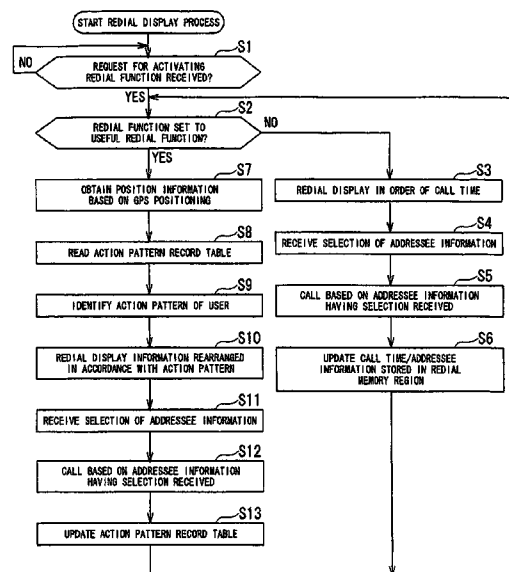 START REDIAL DISPLAY PROCESS
S1
NO
REQUEST FOR ACTIVATING
REDIAL FUNCTION RECEIVED?
YES
S2
REDIAL FUNCTION SET TO
USEFUL REDIAL FUNCTION?
NO
YES
S7
OBTAIN POSITION INFORMATION
BASED ON GPS POSITIONING
S8
READ ACTION PATTERN RECORD TABLE
S9
IDENTIFY ACTION PATTERN OF USER
S10
REDIAL DISPLAY INFORMATION REARRANGED
IN ACCORDANCE WITH ACTION PATTERN
S11
RECEIVE SELECTION OF ADDRESSEE INFORMATION
S12
CALL BASED ON ADDRESSEE INFORMATION
HAVING SELECTION RECEIVED
S13
UPDATE ACTION PATTERN RECORD TABLE
S3
REDIAL DISPLAY IN ORDER OF CALL TIME
S4
RECEIVE SELECTION OF ADDRESSEE INFORMATION
S5
CALL BASED ON ADDRESSEE INFORMATION
HAVING SELECTION RECEIVED
S6
UPDATE CALL TIME/ADDRESSEE
INFORMATION STORED IN REDIAL
MEMORY REGION